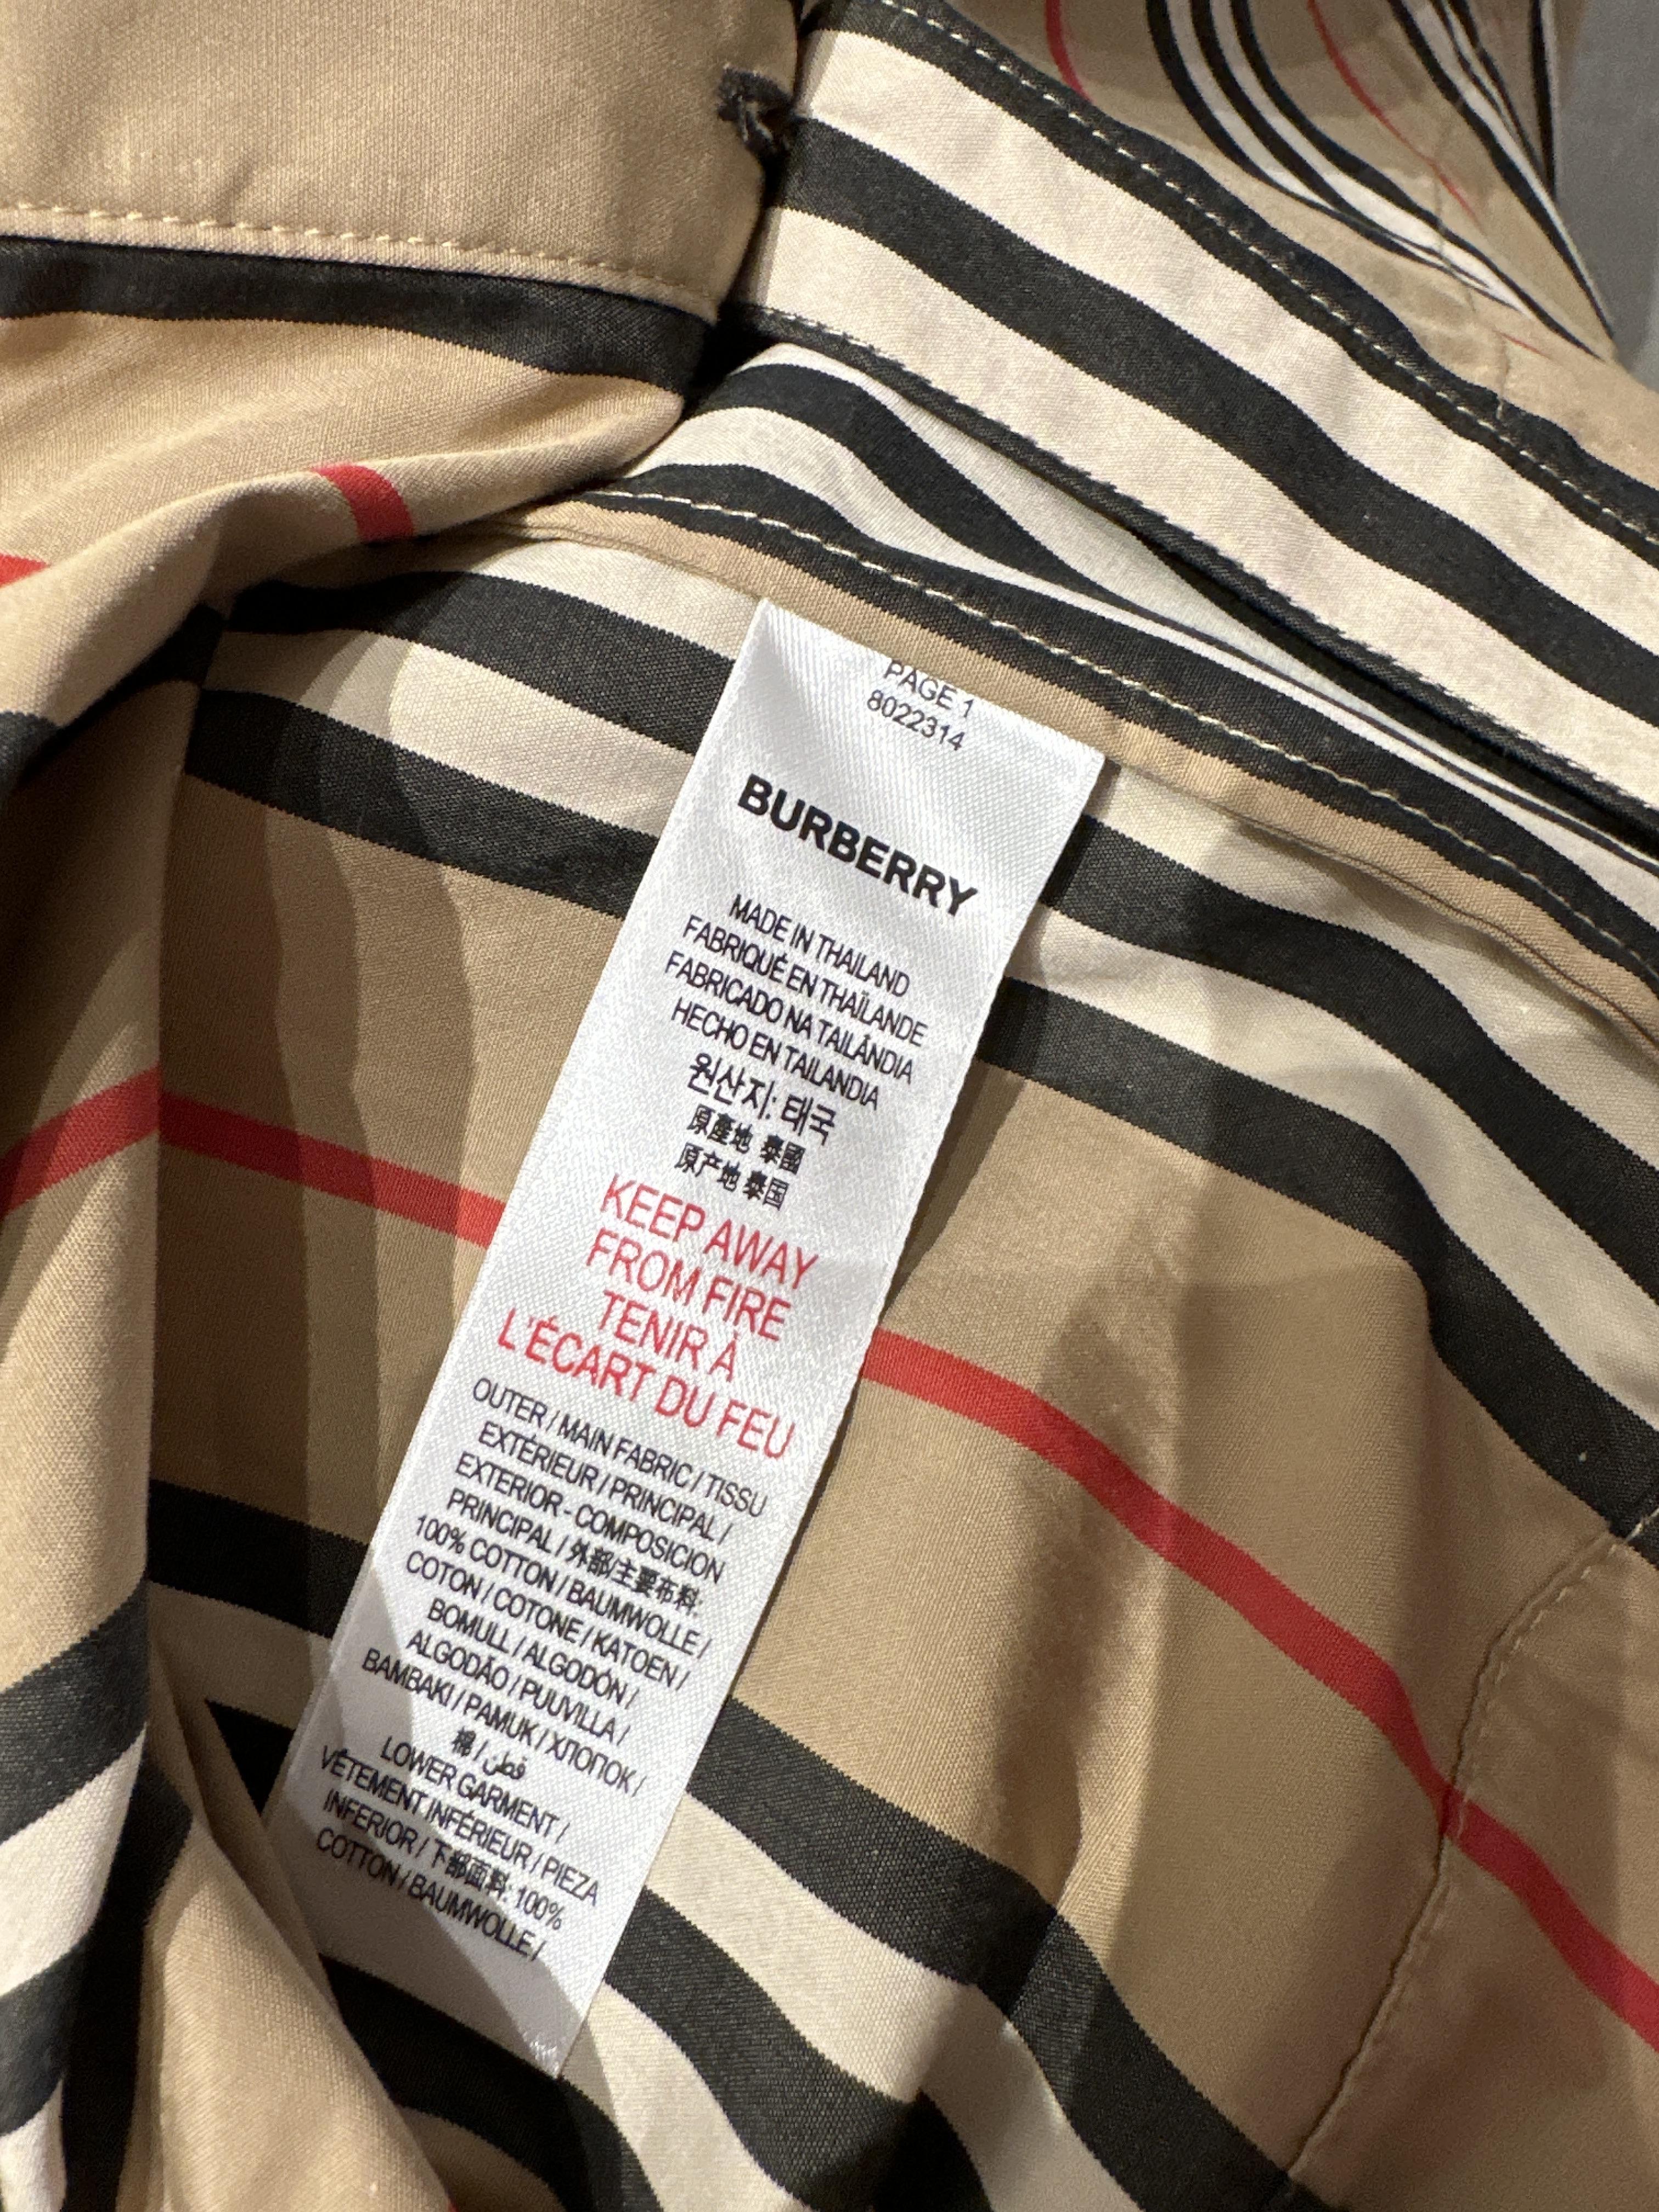 PAGE 1
8022314
BURBERRY
MADE IN THAILAND
FABRIQUÉ EN THAÏLANDE
FABRICADO NA TAILÂNDIA
HECHO EN TAILANDIA
원산지: 태국
原產地 泰國
原产地 泰国
KEEP AWAY
FROM FIRE
TENIR À
L'ÉCART DU FEU
OUTER / MAIN FABRIC / TISSU
EXTÉRIEUR / PRINCIPAL /
EXTERIOR - COMPOSICION
PRINCIPAL / 外部/主要布料:
100% COTTON / BAUMWOLLE /
COTON / COTONE / KATOEN /
BOMULL / ALGODÓN /
ALGODÃO / PUUVILLA /
BAMBAKI / PAMUK / ХЛОПОК /
棉 / قطن
LOWER GARMENT /
VÊTEMENT INFÉRIEUR / PIEZA
INFERIOR / 下部面料: 100%
COTTON / BAUMWOLLE /